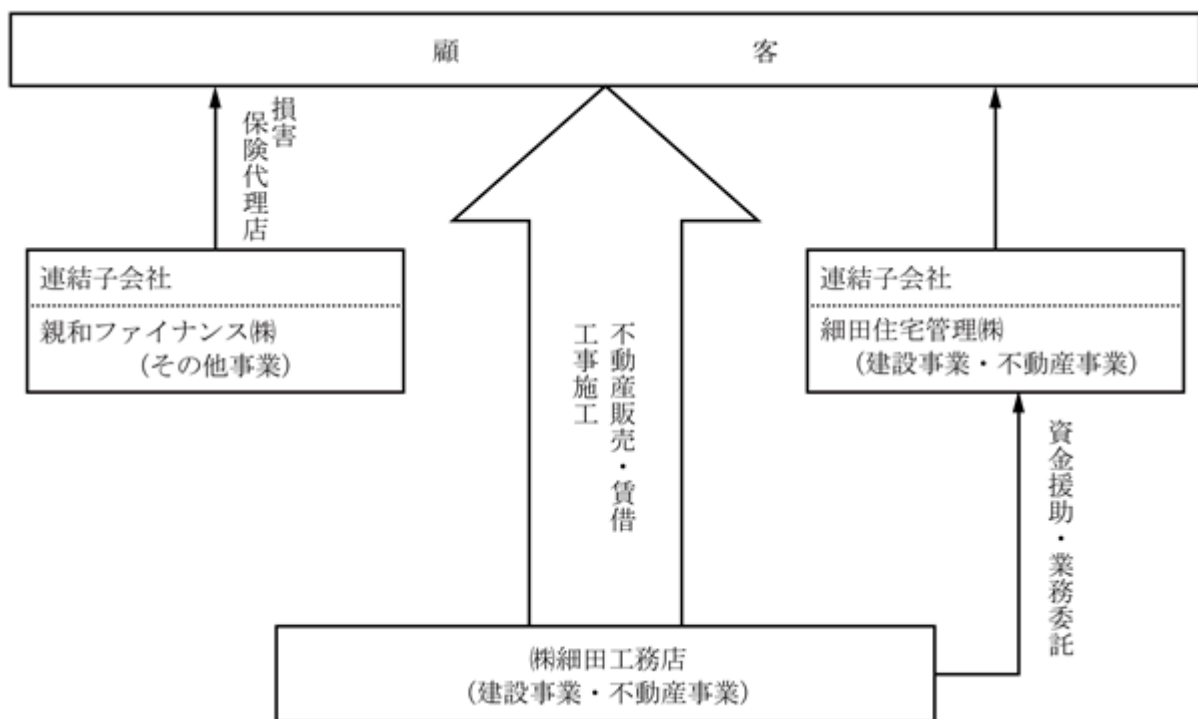 顧客
損害
保険代理店
連結子会社
親和ファイナンス㈱
(その他事業)
不動産販売・賃借
工事施工
連結子会社
細田住宅管理㈱
(建設事業・不動産事業)
資金援助・業務委託
㈱細田工務店
(建設事業・不動産事業)